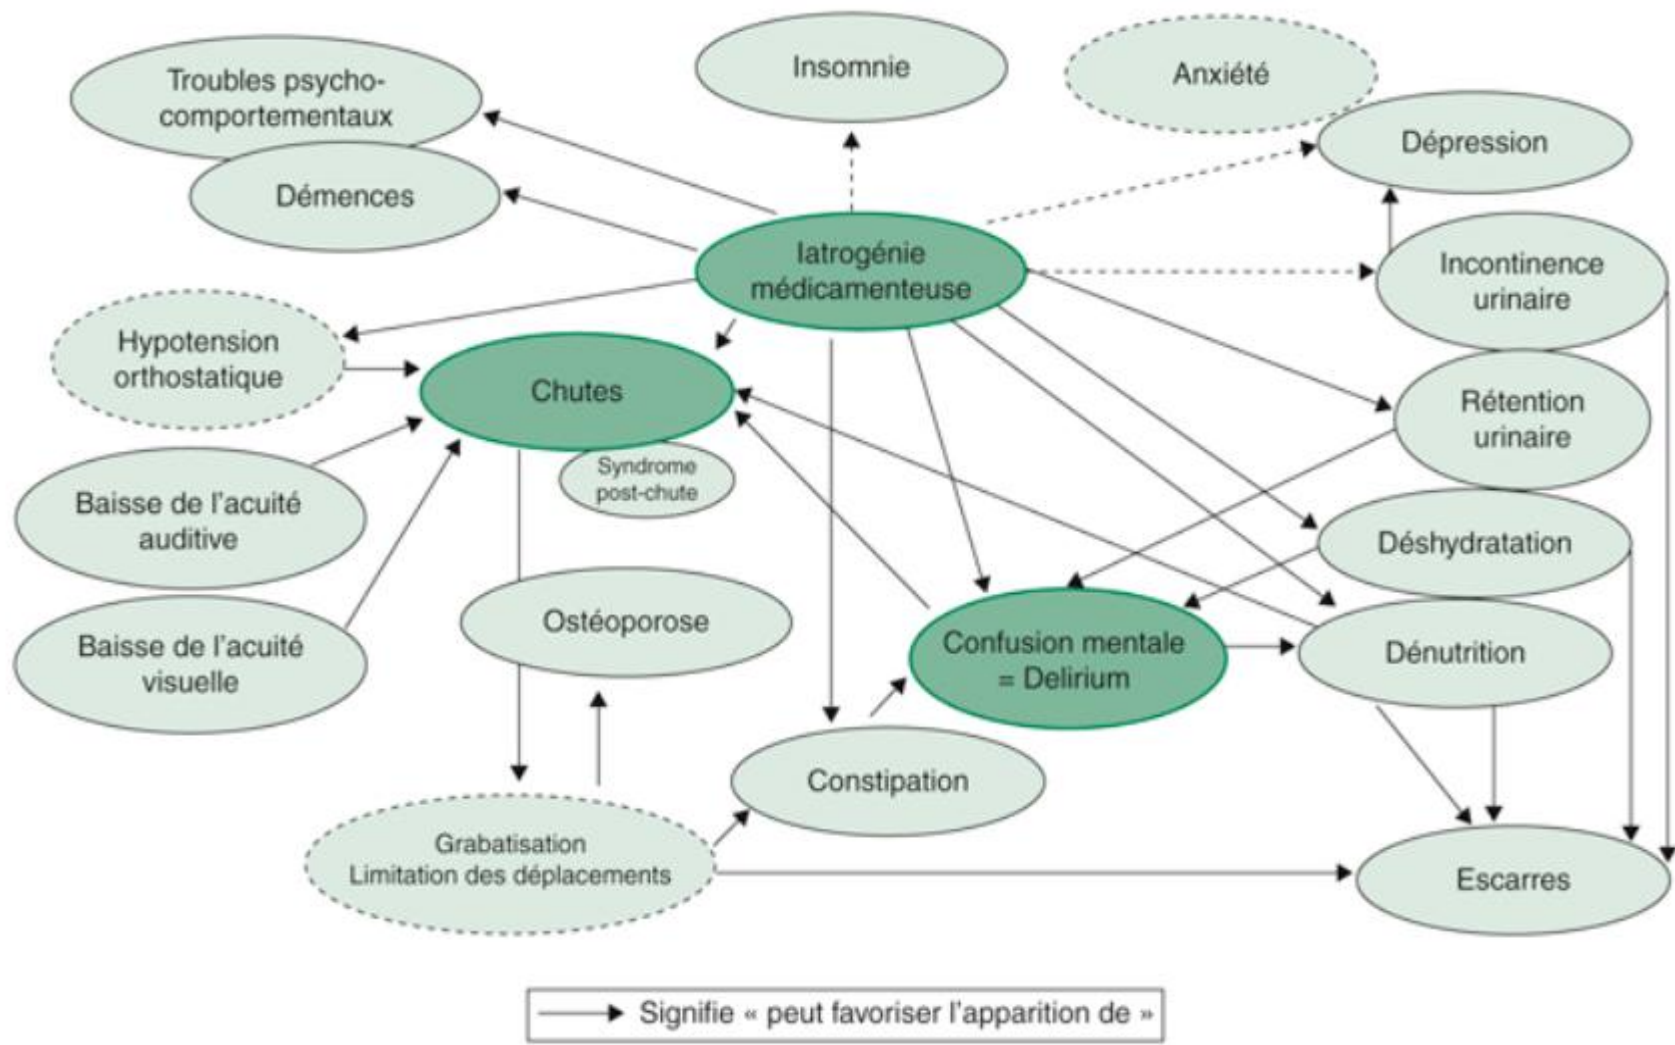 Troubles psycho-
comportementaux
Insomnie
Anxiété
Dépression
Démences
Iatrogénie
médicamenteuse
Incontinence
urinaire
Hypotension
orthostatique
Chutes
Rétention
urinaire
Syndrome
post-chute
Baisse de l'acuité
auditive
Déshydratation
Ostéoporose
Baisse de l'acuité
visuelle
Confusion mentale
= Delirium
Dénutrition
Constipation
Grabatisation
Limitation des déplacements
Escarres
Signifie « peut favoriser l'apparition de »